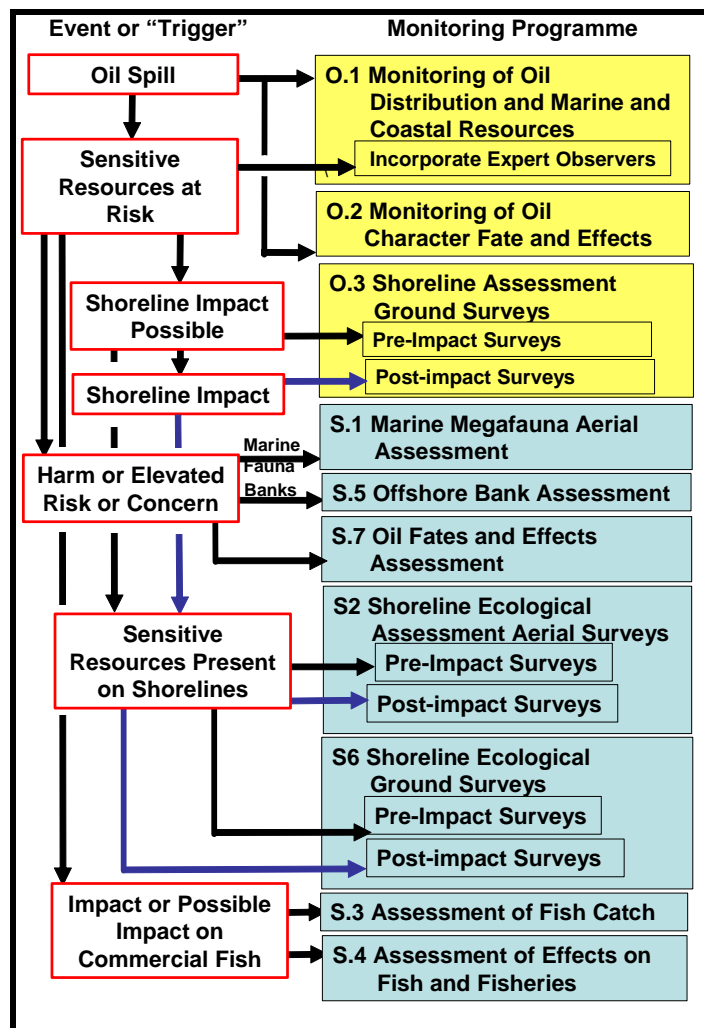 Event or “Trigger”
Monitoring Programme
Oil Spill
O.1 Monitoring of Oil
Distribution and Marine and
Coastal Resources
Incorporate Expert Observers
Sensitive
Resources at
Risk
O.2 Monitoring of Oil
Character Fate and Effects
O.3 Shoreline Assessment
Ground Surveys
Shoreline Impact
Possible
Pre-Impact Surveys
Post-impact Surveys
Shoreline Impact
S.1 Marine Megafauna Aerial
Assessment
Marine
Fauna
Banks
Harm or Elevated
Risk or Concern
S.5 Offshore Bank Assessment
S.7 Oil Fates and Effects
Assessment
S2 Shoreline Ecological
Assessment Aerial Surveys
Sensitive
Resources Present
on Shorelines
Pre-Impact Surveys
Post-impact Surveys
S6 Shoreline Ecological
Ground Surveys
Pre-Impact Surveys
Post-impact Surveys
Impact or Possible
Impact on
Commercial Fish
S.3 Assessment of Fish Catch
S.4 Assessment of Effects on
Fish and Fisheries